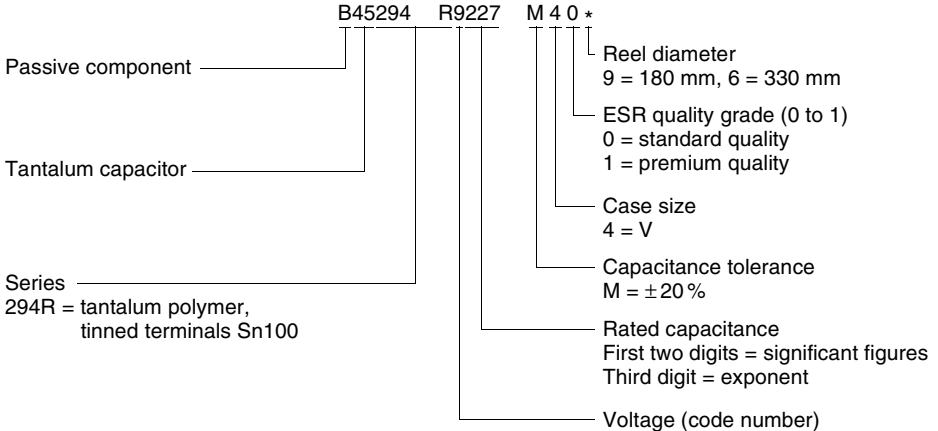 B45294 R9227 M 4 0 *
Passive component
Tantalum capacitor
Series
294R = tantalum polymer,
tinned terminals Sn100
Reel diameter
9 = 180 mm, 6 = 330 mm
ESR quality grade (0 to 1)
0 = standard quality
1 = premium quality
Case size
4 = V
Capacitance tolerance
M = ±20 %
Rated capacitance
First two digits = significant figures
Third digit = exponent
Voltage (code number)